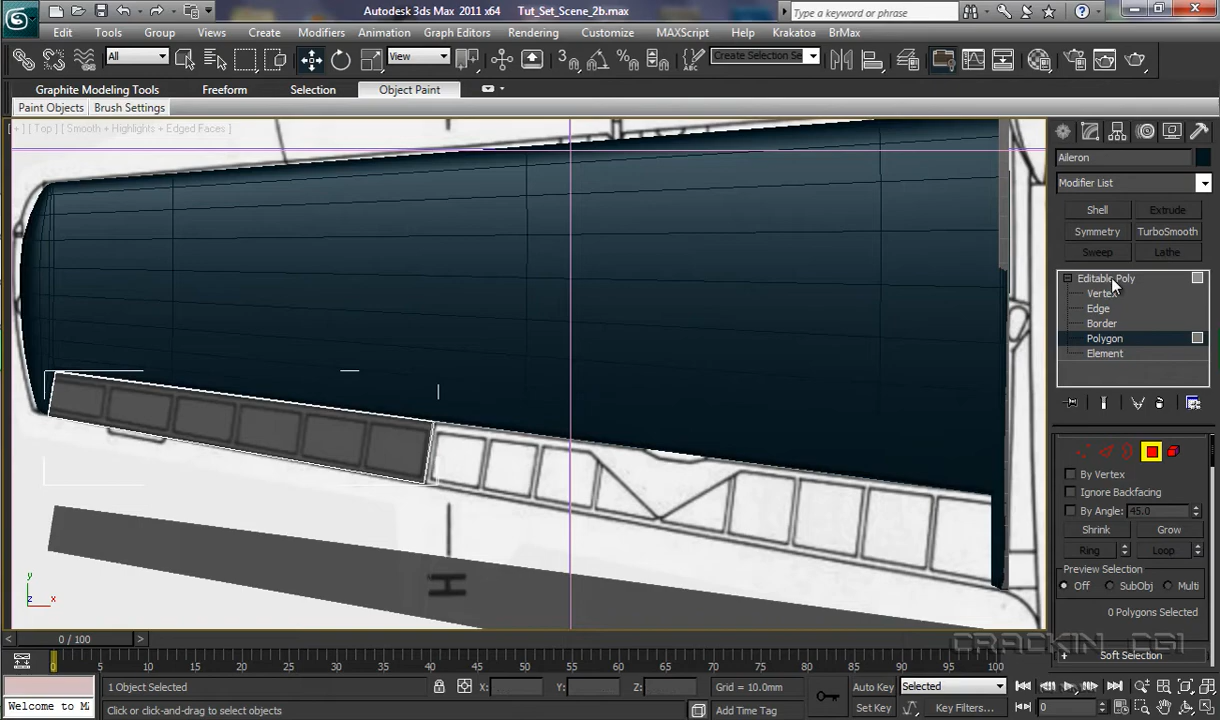 Autodesk 3ds Max 2011 x64 Tut_Set_Scene_2b.max
Type a keyword or phrase
Edit Tools Group Views Create Modifiers Animation Graph Editors Rendering Customize MAXScript Help Krakatoa BrMax
All View Create Selection Se
Graphite Modeling Tools Freeform Selection Object Paint
Paint Objects Brush Settings
[ + ] [ Top ] [ Smooth + Highlights + Edged Faces ]
Aileron
Modifier List
Shell Extrude
Symmetry TurboSmooth
Sweep Lathe
Editable Poly
Vertex
Edge
Border
Polygon
Element
By Vertex
Ignore Backfacing
By Angle: 45.0
Shrink Grow
Ring Loop
Preview Selection
Off SubObj Multi
0 Polygons Selected
Soft Selection
H
y
z x
CRACKIN CGI
0 / 100
0 5 10 15 20 25 30 35 40 45 50 55 60 65 70 75 80 85 90 95 100
1 Object Selected X: Y: Z: Grid = 10.0mm Auto Key Selected
Welcome to MA Click or click-and-drag to select objects Add Time Tag Set Key Key Filters... 0